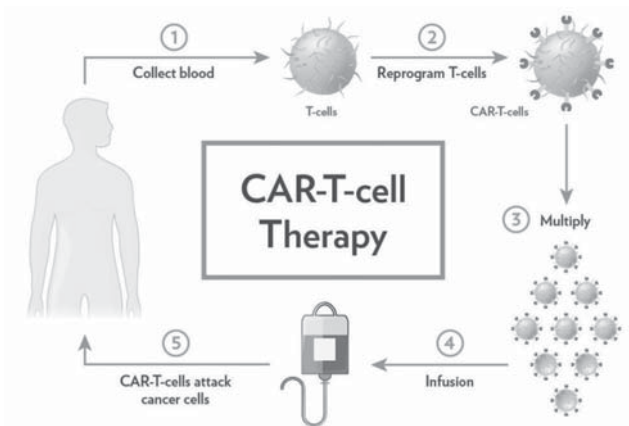 1
Collect blood
T-cells
2
Reprogram T-cells
CAR-T-cells
3 Multiply
CAR-T-cell
Therapy
4
Infusion
5
CAR-T-cells attack
cancer cells